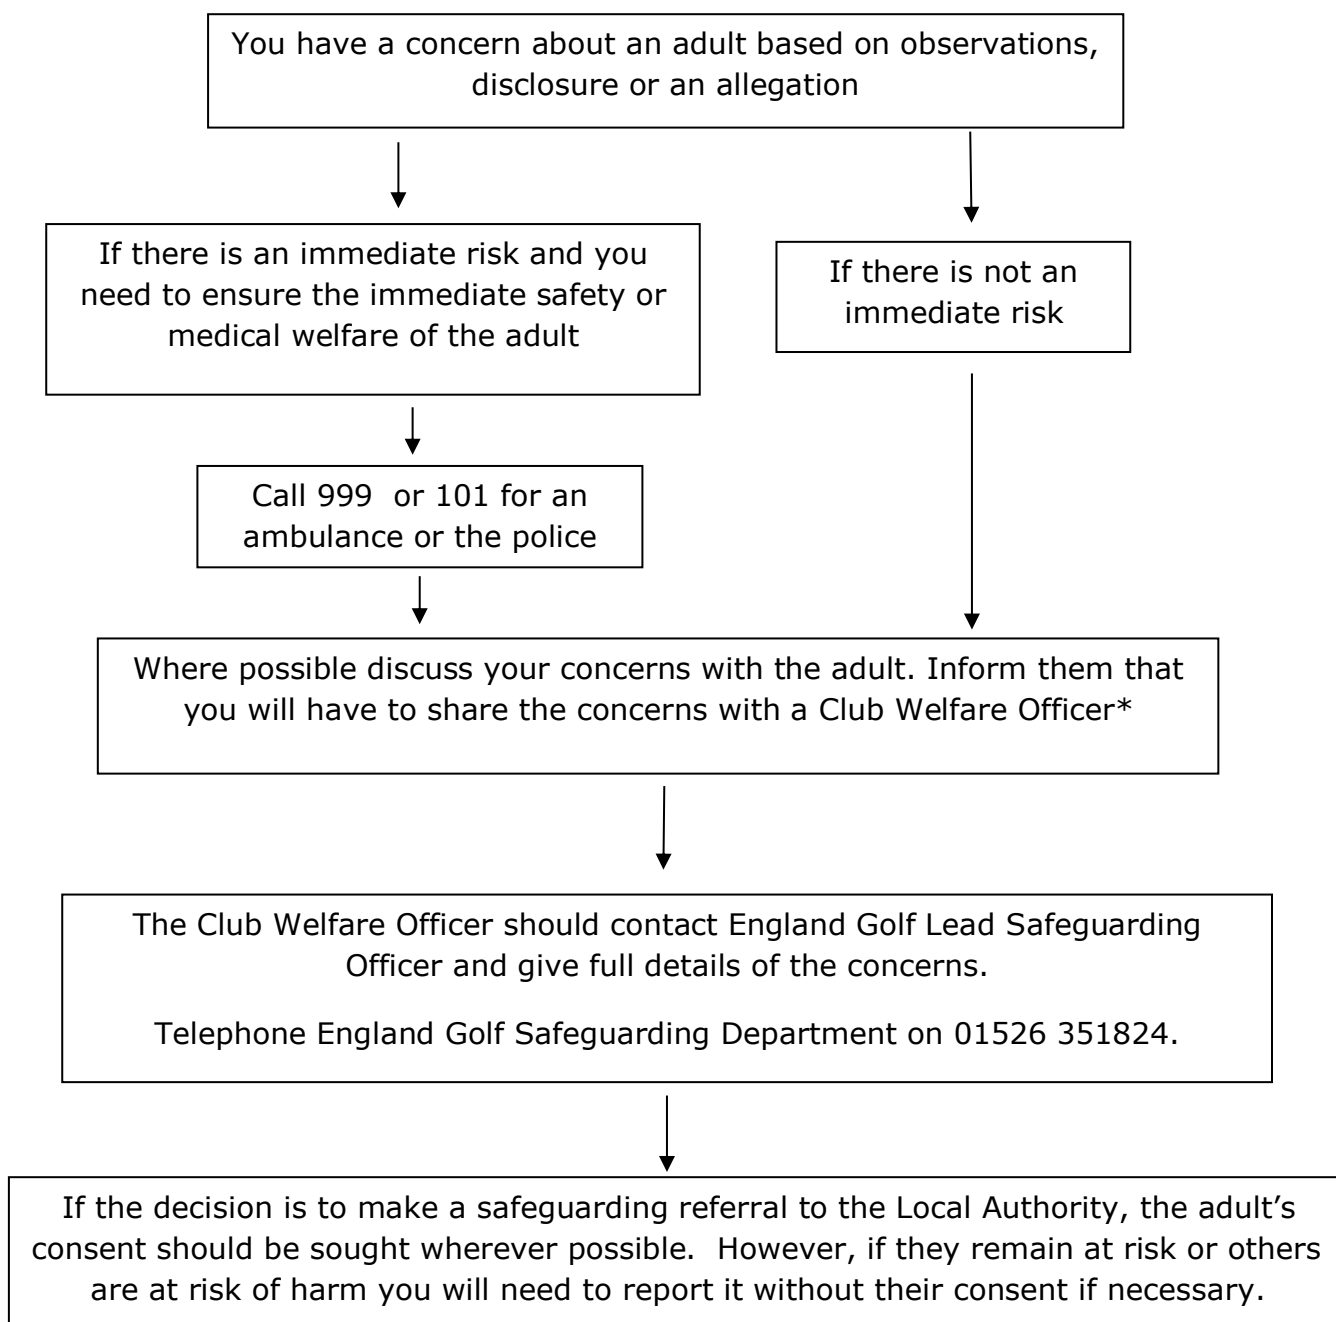 You have a concern about an adult based on observations,
disclosure or an allegation
If there is an immediate risk and you
need to ensure the immediate safety or
medical welfare of the adult
If there is not an
immediate risk
Call 999  or 101 for an
ambulance or the police
Where possible discuss your concerns with the adult. Inform them that
you will have to share the concerns with a Club Welfare Officer*
The Club Welfare Officer should contact England Golf Lead Safeguarding
Officer and give full details of the concerns.
Telephone England Golf Safeguarding Department on 01526 351824.
If the decision is to make a safeguarding referral to the Local Authority, the adult’s
consent should be sought wherever possible.  However, if they remain at risk or others
are at risk of harm you will need to report it without their consent if necessary.